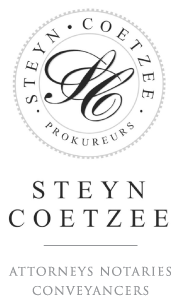 • STEYN • COETZEE •
SC
PROKUREURS
STEYN
COETZEE
ATTORNEYS NOTARIES
CONVEYANCERS